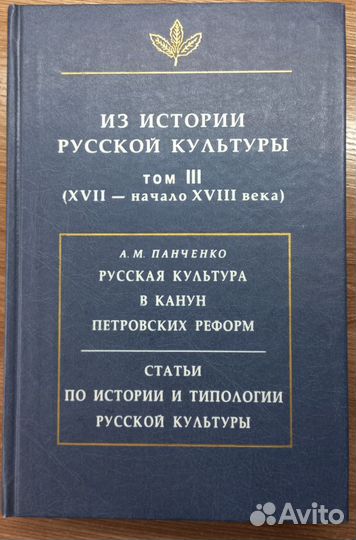 ИЗ ИСТОРИИ
РУССКОЙ КУЛЬТУРЫ
ТОМ III
(XVII — начало XVIII века)
А. М. ПАНЧЕНКО
РУССКАЯ КУЛЬТУРА
В КАНУН
ПЕТРОВСКИХ РЕФОРМ
СТАТЬИ
ПО ИСТОРИИ И ТИПОЛОГИИ
РУССКОЙ КУЛЬТУРЫ
Avito